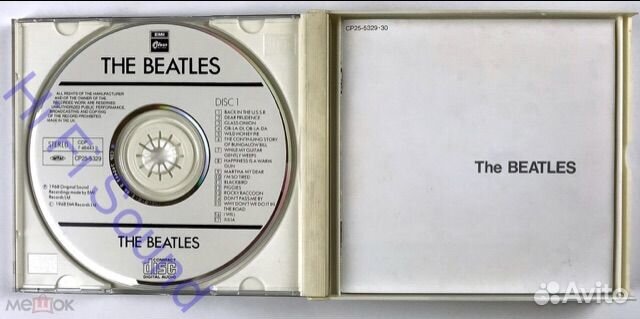 EMI
Odeon
THE BEATLES
ALL RIGHTS OF THE MANUFACTURER
AND OF THE OWNER OF THE
RECORDED WORK ARE RESERVED
UNAUTHORIZED PUBLIC PERFORMANCE,
BROADCASTING AND COPYING
OF THE RECORD PROHIBITED
MADE IN THE UK
DISC 1
1 BACK IN THE U.S.S.R.
2 DEAR PRUDENCE
3 GLASS ONION
4 OB-LA-DI, OB-LA-DA
5 WILD HONEY PIE
6 THE CONTINUING STORY
OF BUNGALOW BILL
7 WHILE MY GUITAR
GENTLY WEEPS
8 HAPPINESS IS A WARM
GUN
9 MARTHA MY DEAR
10 I'M SO TIRED
11 BLACKBIRD
12 PIGGIES
13 ROCKY RACCOON
14 DON'T PASS ME BY
15 WHY DON'T WE DO IT IN
THE ROAD
16 I WILL
17 JULIA
STEREO
CP25-5329
℗ 1968 Original Sound
Recordings made by EMI
Records Ltd
© 1968 EMI Records Ltd
THE BEATLES
COMPACT
disc
DIGITAL AUDIO
CP25-5329·30
The BEATLES
Hi Fi Sound
мешок
Avito